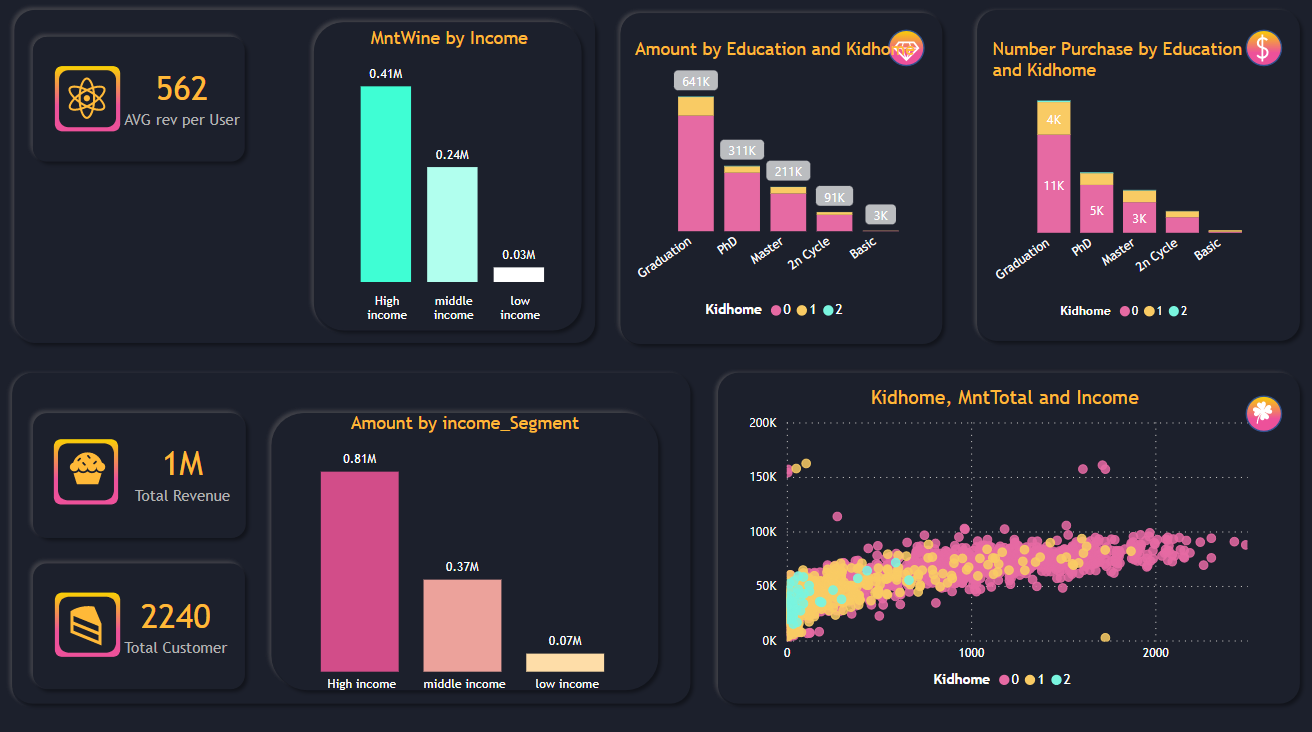 562
AVG rev per User
MntWine by Income
0.41M
0.24M
0.03M
High income
middle income
low income
Amount by Education and Kidho
641K
311K
211K
91K
3K
Graduation
PhD
Master
2n Cycle
Basic
Kidhome 0 1 2
Number Purchase by Education
and Kidhome
4K
11K
5K
3K
Graduation
PhD
Master
2n Cycle
Basic
Kidhome 0 1 2
1M
Total Revenue
2240
Total Customer
Amount by income_Segment
0.81M
0.37M
0.07M
High income
middle income
low income
Kidhome, MntTotal and Income
200K
150K
100K
50K
0K
0
1000
2000
Kidhome 0 1 2